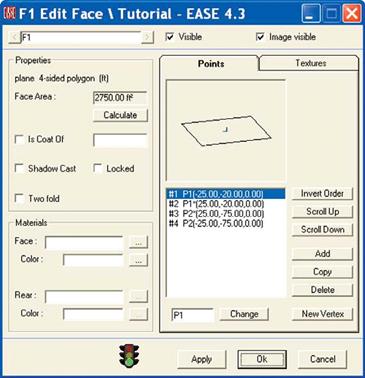 F1 Edit Face \ Tutorial - EASE 4.3
F1
Visible
Image visible
Properties
plane 4-sided polygon (ft)
Face Area : 2750.00 ft²
Calculate
Is Coat Of
Shadow Cast
Locked
Two fold
Materials
Face :
...
Color :
...
Rear :
...
Color :
...
Points
Textures
#1 P1(-25.00,-20.00,0.00)
#2 P1*(25.00,-20.00,0.00)
#3 P2*(25.00,-75.00,0.00)
#4 P2(-25.00,-75.00,0.00)
Invert Order
Scroll Up
Scroll Down
Add
Copy
Delete
P1
Change
New Vertex
Apply
Ok
Cancel